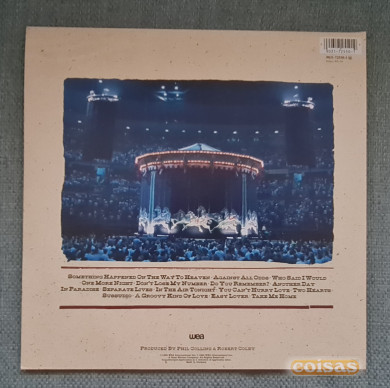 Something Happened On The Way To Heaven · Against All Odds · Who Said I Would
One More Night · Don't Lose My Number · Do You Remember? · Another Day
In Paradise · Separate Lives · In The Air Tonight · You Can't Hurry Love · Two Hearts
Sussudio · A Groovy Kind Of Love · Easy Lover · Take Me Home
wea
Produced By Phil Collins & Robert Colby
coisas